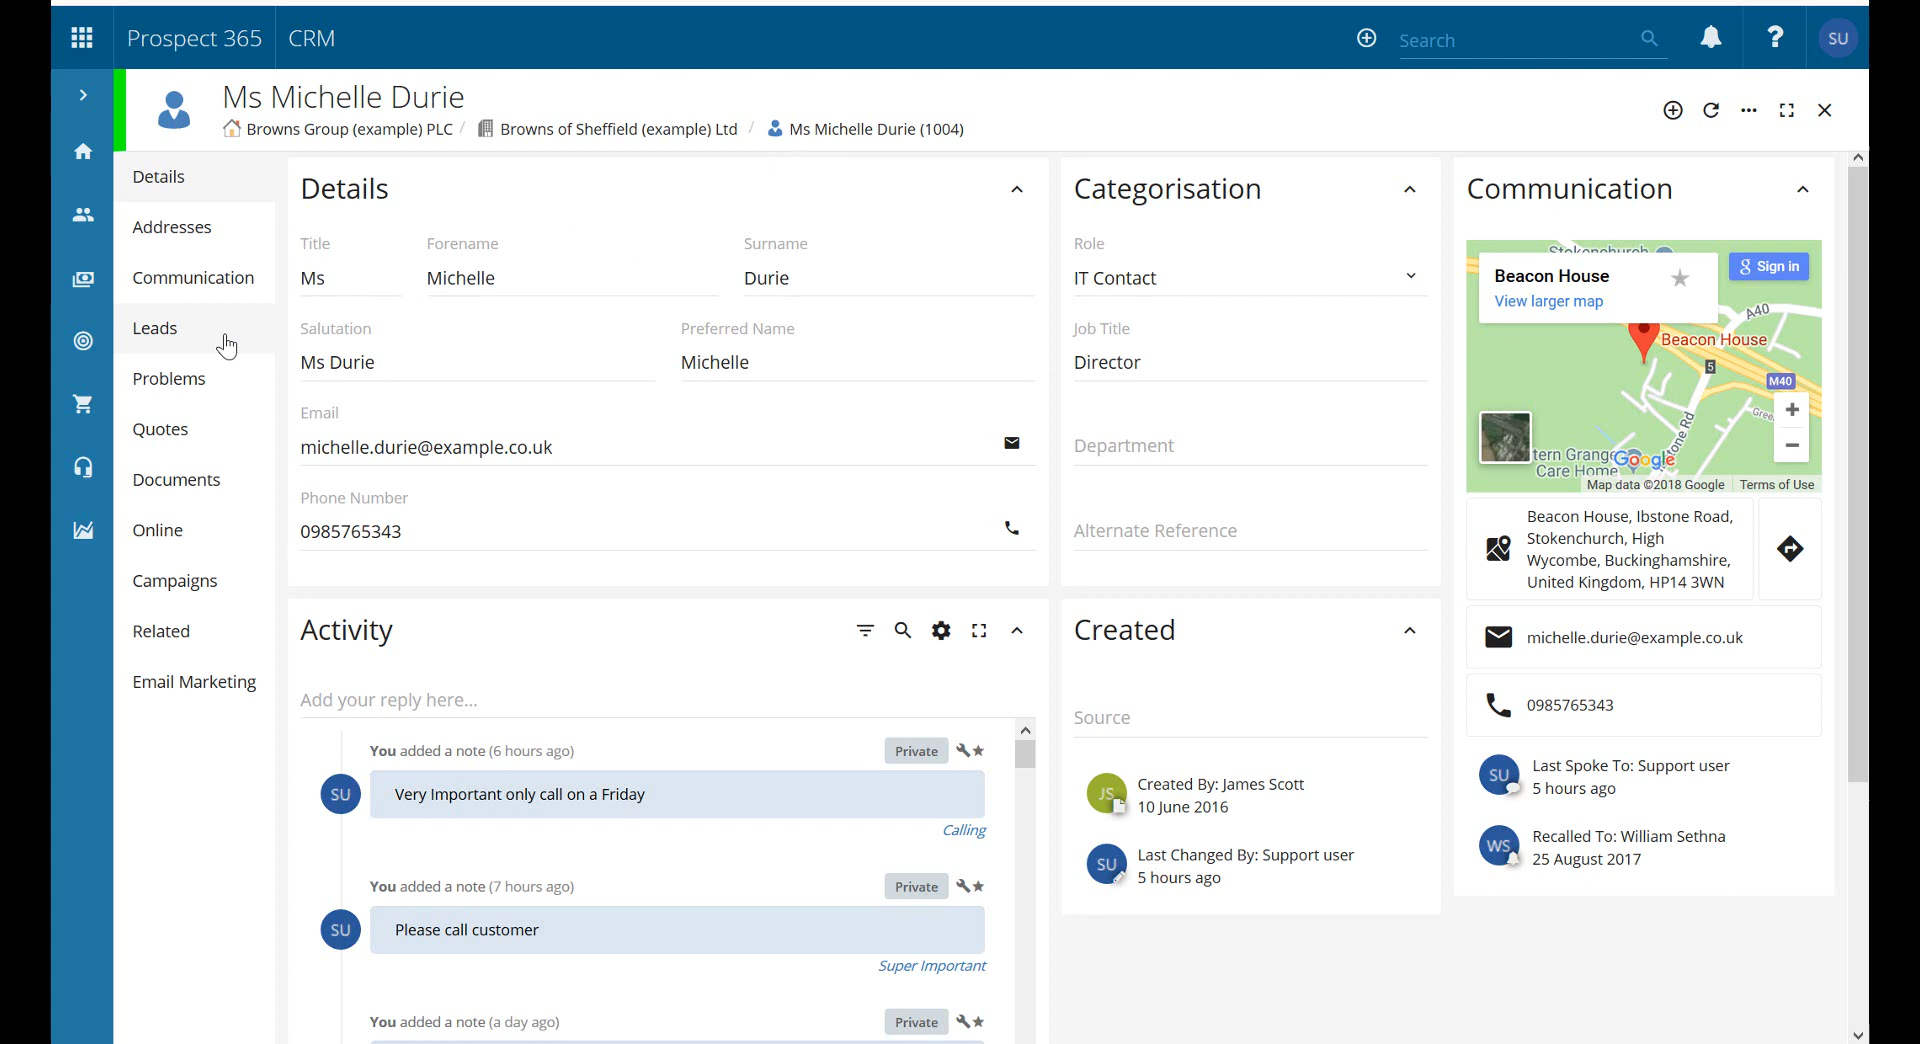 Prospect 365
CRM
Search
SU
Ms Michelle Durie
Browns Group (example) PLC / Browns of Sheffield (example) Ltd / Ms Michelle Durie (1004)
Details
Addresses
Communication
Leads
Problems
Quotes
Documents
Online
Campaigns
Related
Email Marketing
Details
Title
Forename
Surname
Ms
Michelle
Durie
Salutation
Preferred Name
Ms Durie
Michelle
Email
michelle.durie@example.co.uk
Phone Number
0985765343
Activity
Add your reply here...
You added a note (6 hours ago)
Private
SU
Very Important only call on a Friday
Calling
You added a note (7 hours ago)
Private
SU
Please call customer
Super Important
You added a note (a day ago)
Private
Categorisation
Role
IT Contact
Job Title
Director
Department
Alternate Reference
Created
Source
JS
Created By: James Scott
10 June 2016
SU
Last Changed By: Support user
5 hours ago
Communication
Stokenchurch
Beacon House
View larger map
Sign in
A40
Beacon House
5
M40
Google
Care Home
Map data ©2018 Google
Terms of Use
Beacon House, Ibstone Road,
Stokenchurch, High
Wycombe, Buckinghamshire,
United Kingdom, HP14 3WN
michelle.durie@example.co.uk
0985765343
SU
Last Spoke To: Support user
5 hours ago
WS
Recalled To: William Sethna
25 August 2017